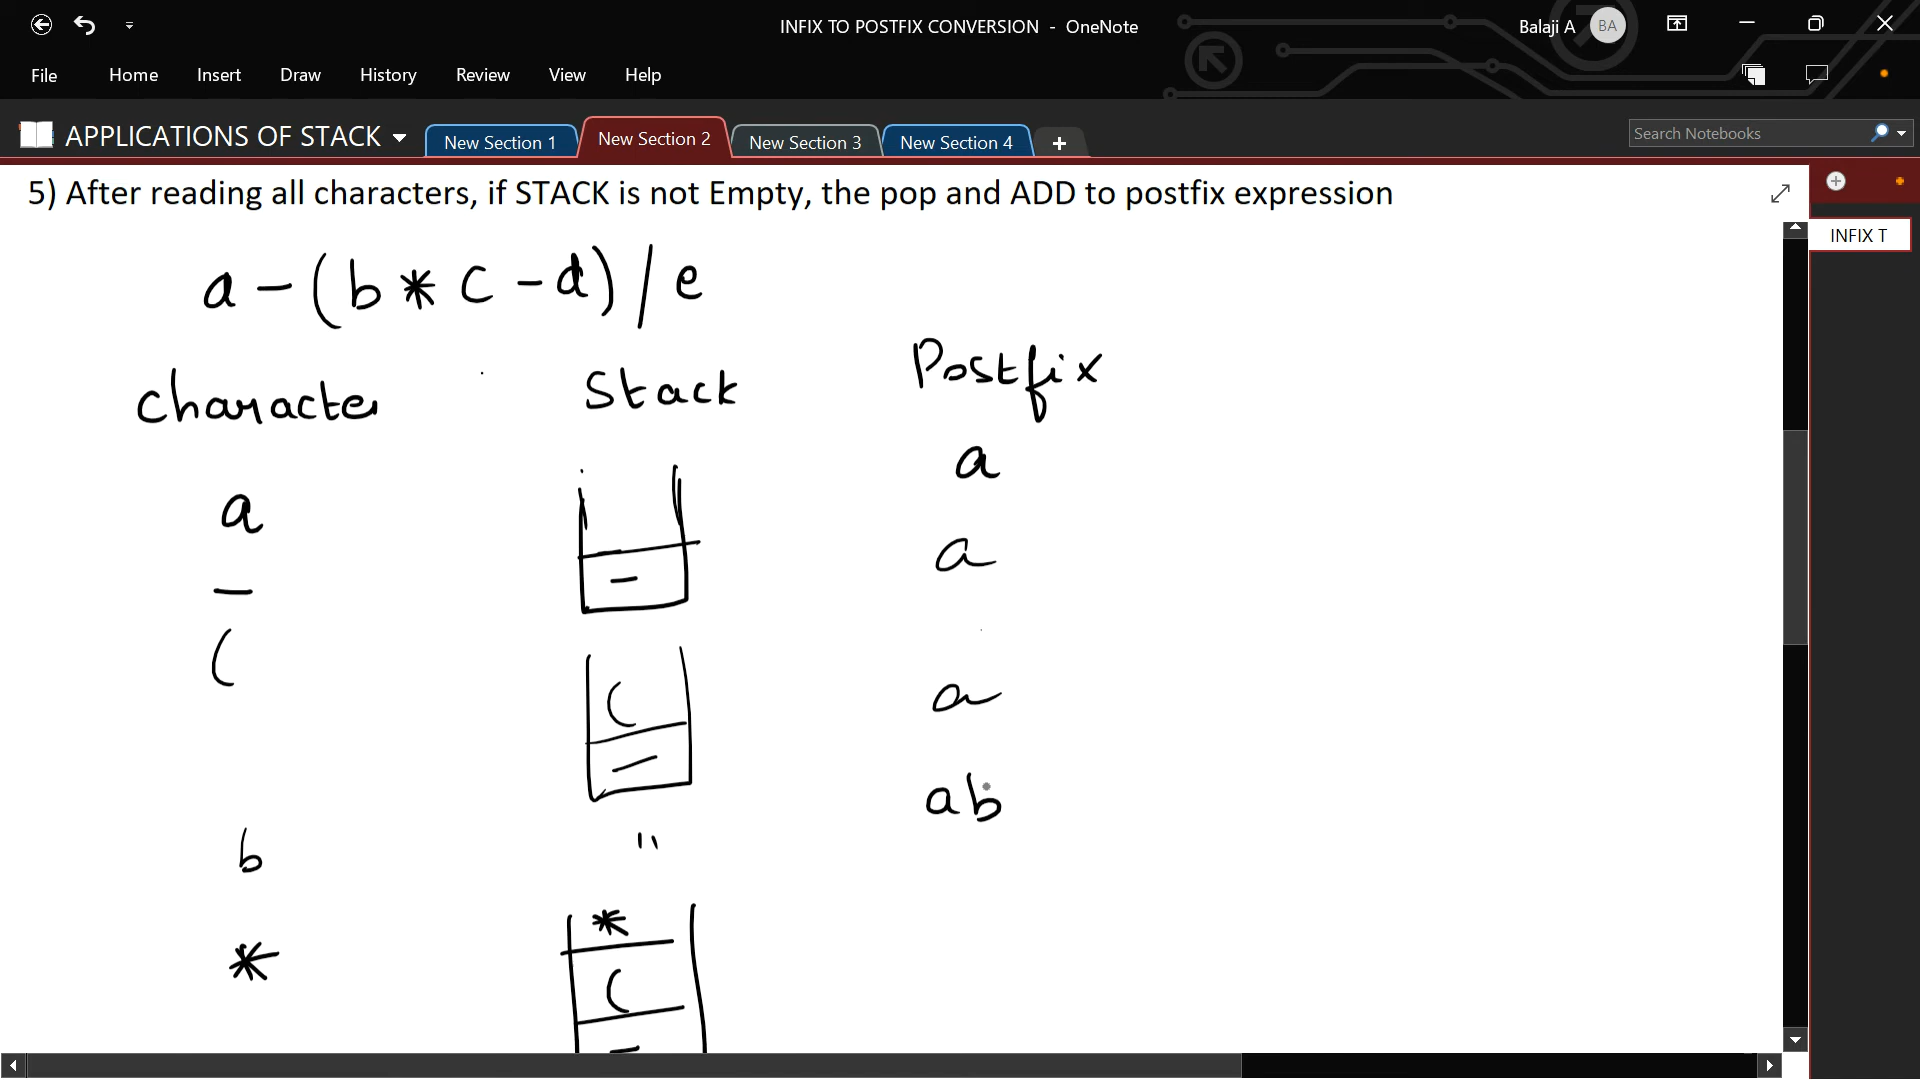 INFIX TO POSTFIX CONVERSION - OneNote
Balaji A BA
File Home Insert Draw History Review View Help
APPLICATIONS OF STACK New Section 1 New Section 2 New Section 3 New Section 4 +
Search Notebooks
5) After reading all characters, if STACK is not Empty, the pop and ADD to postfix expression
INFIX T
a - (b * c - d) / e
character Stack Postfix
a a
- - a
( ( a
-
b " ab
* *
(
-